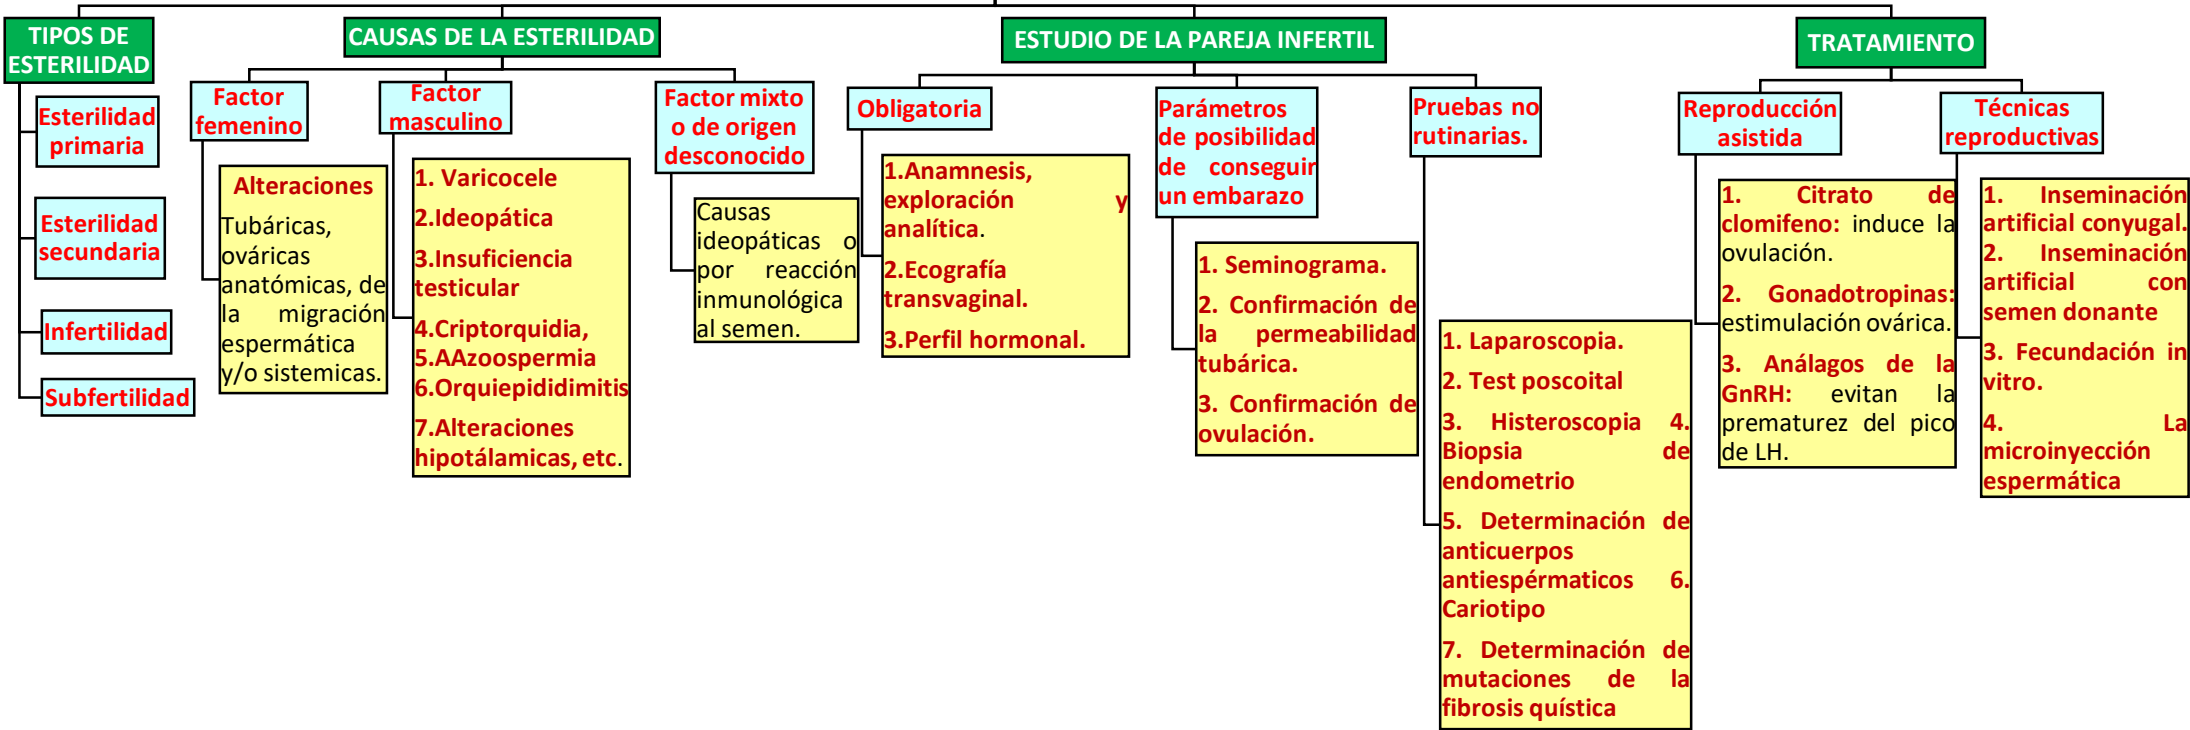 TIPOS DE
ESTERILIDAD
Esterilidad
primaria
Esterilidad
secundaria
Infertilidad
Subfertilidad
CAUSAS DE LA ESTERILIDAD
Factor
femenino
Alteraciones
Tubáricas,
ováricas
anatómicas, de
la migración
espermática
y/o sistemicas.
Factor
masculino
1. Varicocele
2.Ideopática
3.Insuficiencia
testicular
4.Criptorquidia,
5.AAzoospermia
6.Orquiepididimitis
7.Alteraciones
hipotálamicas, etc.
Factor mixto
o de origen
desconocido
Causas
ideopáticas o
por reacción
inmunológica
al semen.
ESTUDIO DE LA PAREJA INFERTIL
Obligatoria
1.Anamnesis,
exploración y
analítica.
2.Ecografía
transvaginal.
3.Perfil hormonal.
Parámetros
de posibilidad
de conseguir
un embarazo
1. Seminograma.
2. Confirmación de
la permeabilidad
tubárica.
3. Confirmación de
ovulación.
Pruebas no
rutinarias.
1. Laparoscopia.
2. Test poscoital
3. Histeroscopia 4.
Biopsia de
endometrio
5. Determinación de
anticuerpos
antiespérmaticos 6.
Cariotipo
7. Determinación de
mutaciones de la
fibrosis quística
TRATAMIENTO
Reproducción
asistida
1. Citrato de
clomifeno: induce la
ovulación.
2. Gonadotropinas:
estimulación ovárica.
3. Análagos de la
GnRH: evitan la
prematurez del pico
de LH.
Técnicas
reproductivas
1. Inseminación
artificial conyugal.
2. Inseminación
artificial con
semen donante
3. Fecundación in
vitro.
4. La
microinyección
espermática